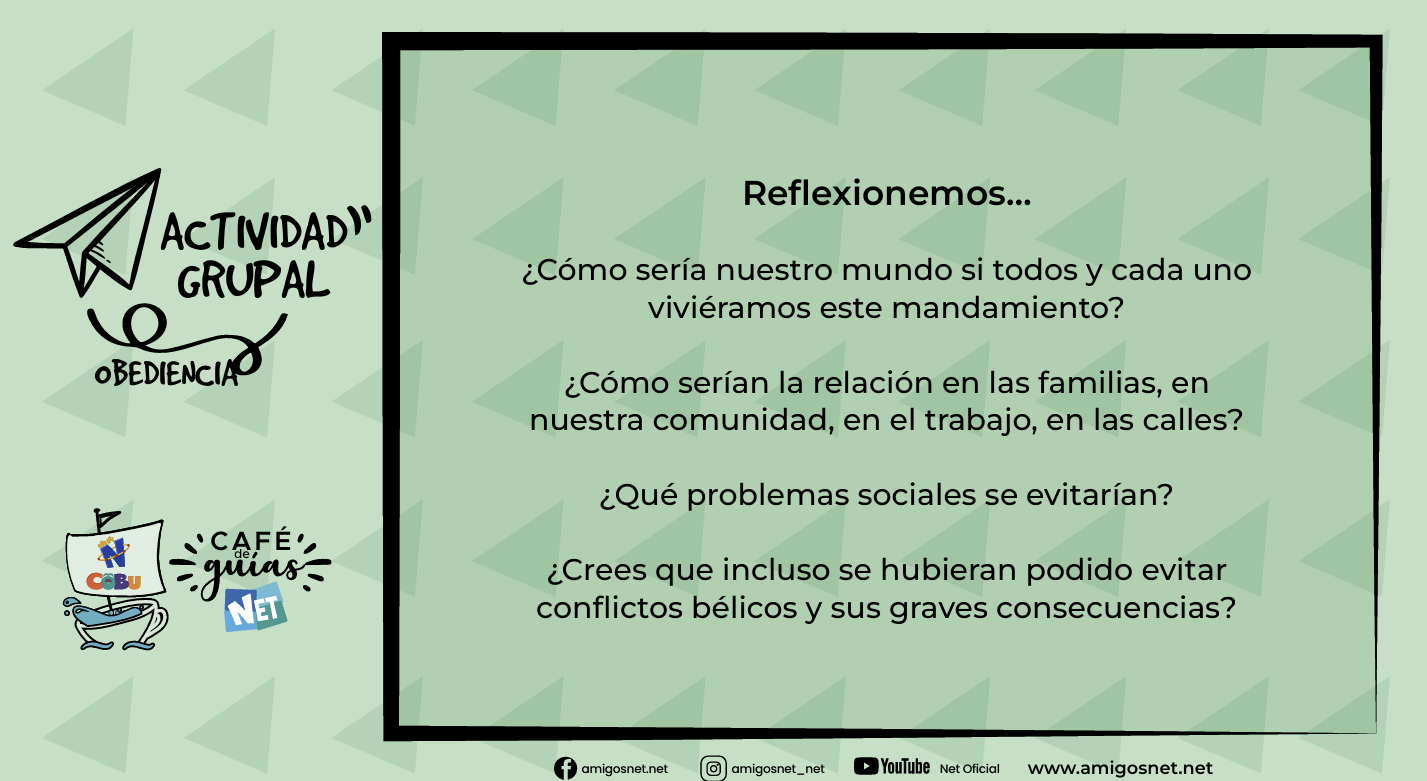 ACTIVIDAD
GRUPAL
OBEDIENCIA
Reflexionemos...
¿Cómo sería nuestro mundo si todos y cada uno
viviéramos este mandamiento?
¿Cómo serían la relación en las familias, en
nuestra comunidad, en el trabajo, en las calles?
¿Qué problemas sociales se evitarían?
¿Crees que incluso se hubieran podido evitar
conflictos bélicos y sus graves consecuencias?
N
COBU
CAFÉ
de
guías
NET
amigosnet.net
amigosnet_net
YouTube Net Oficial
www.amigosnet.net